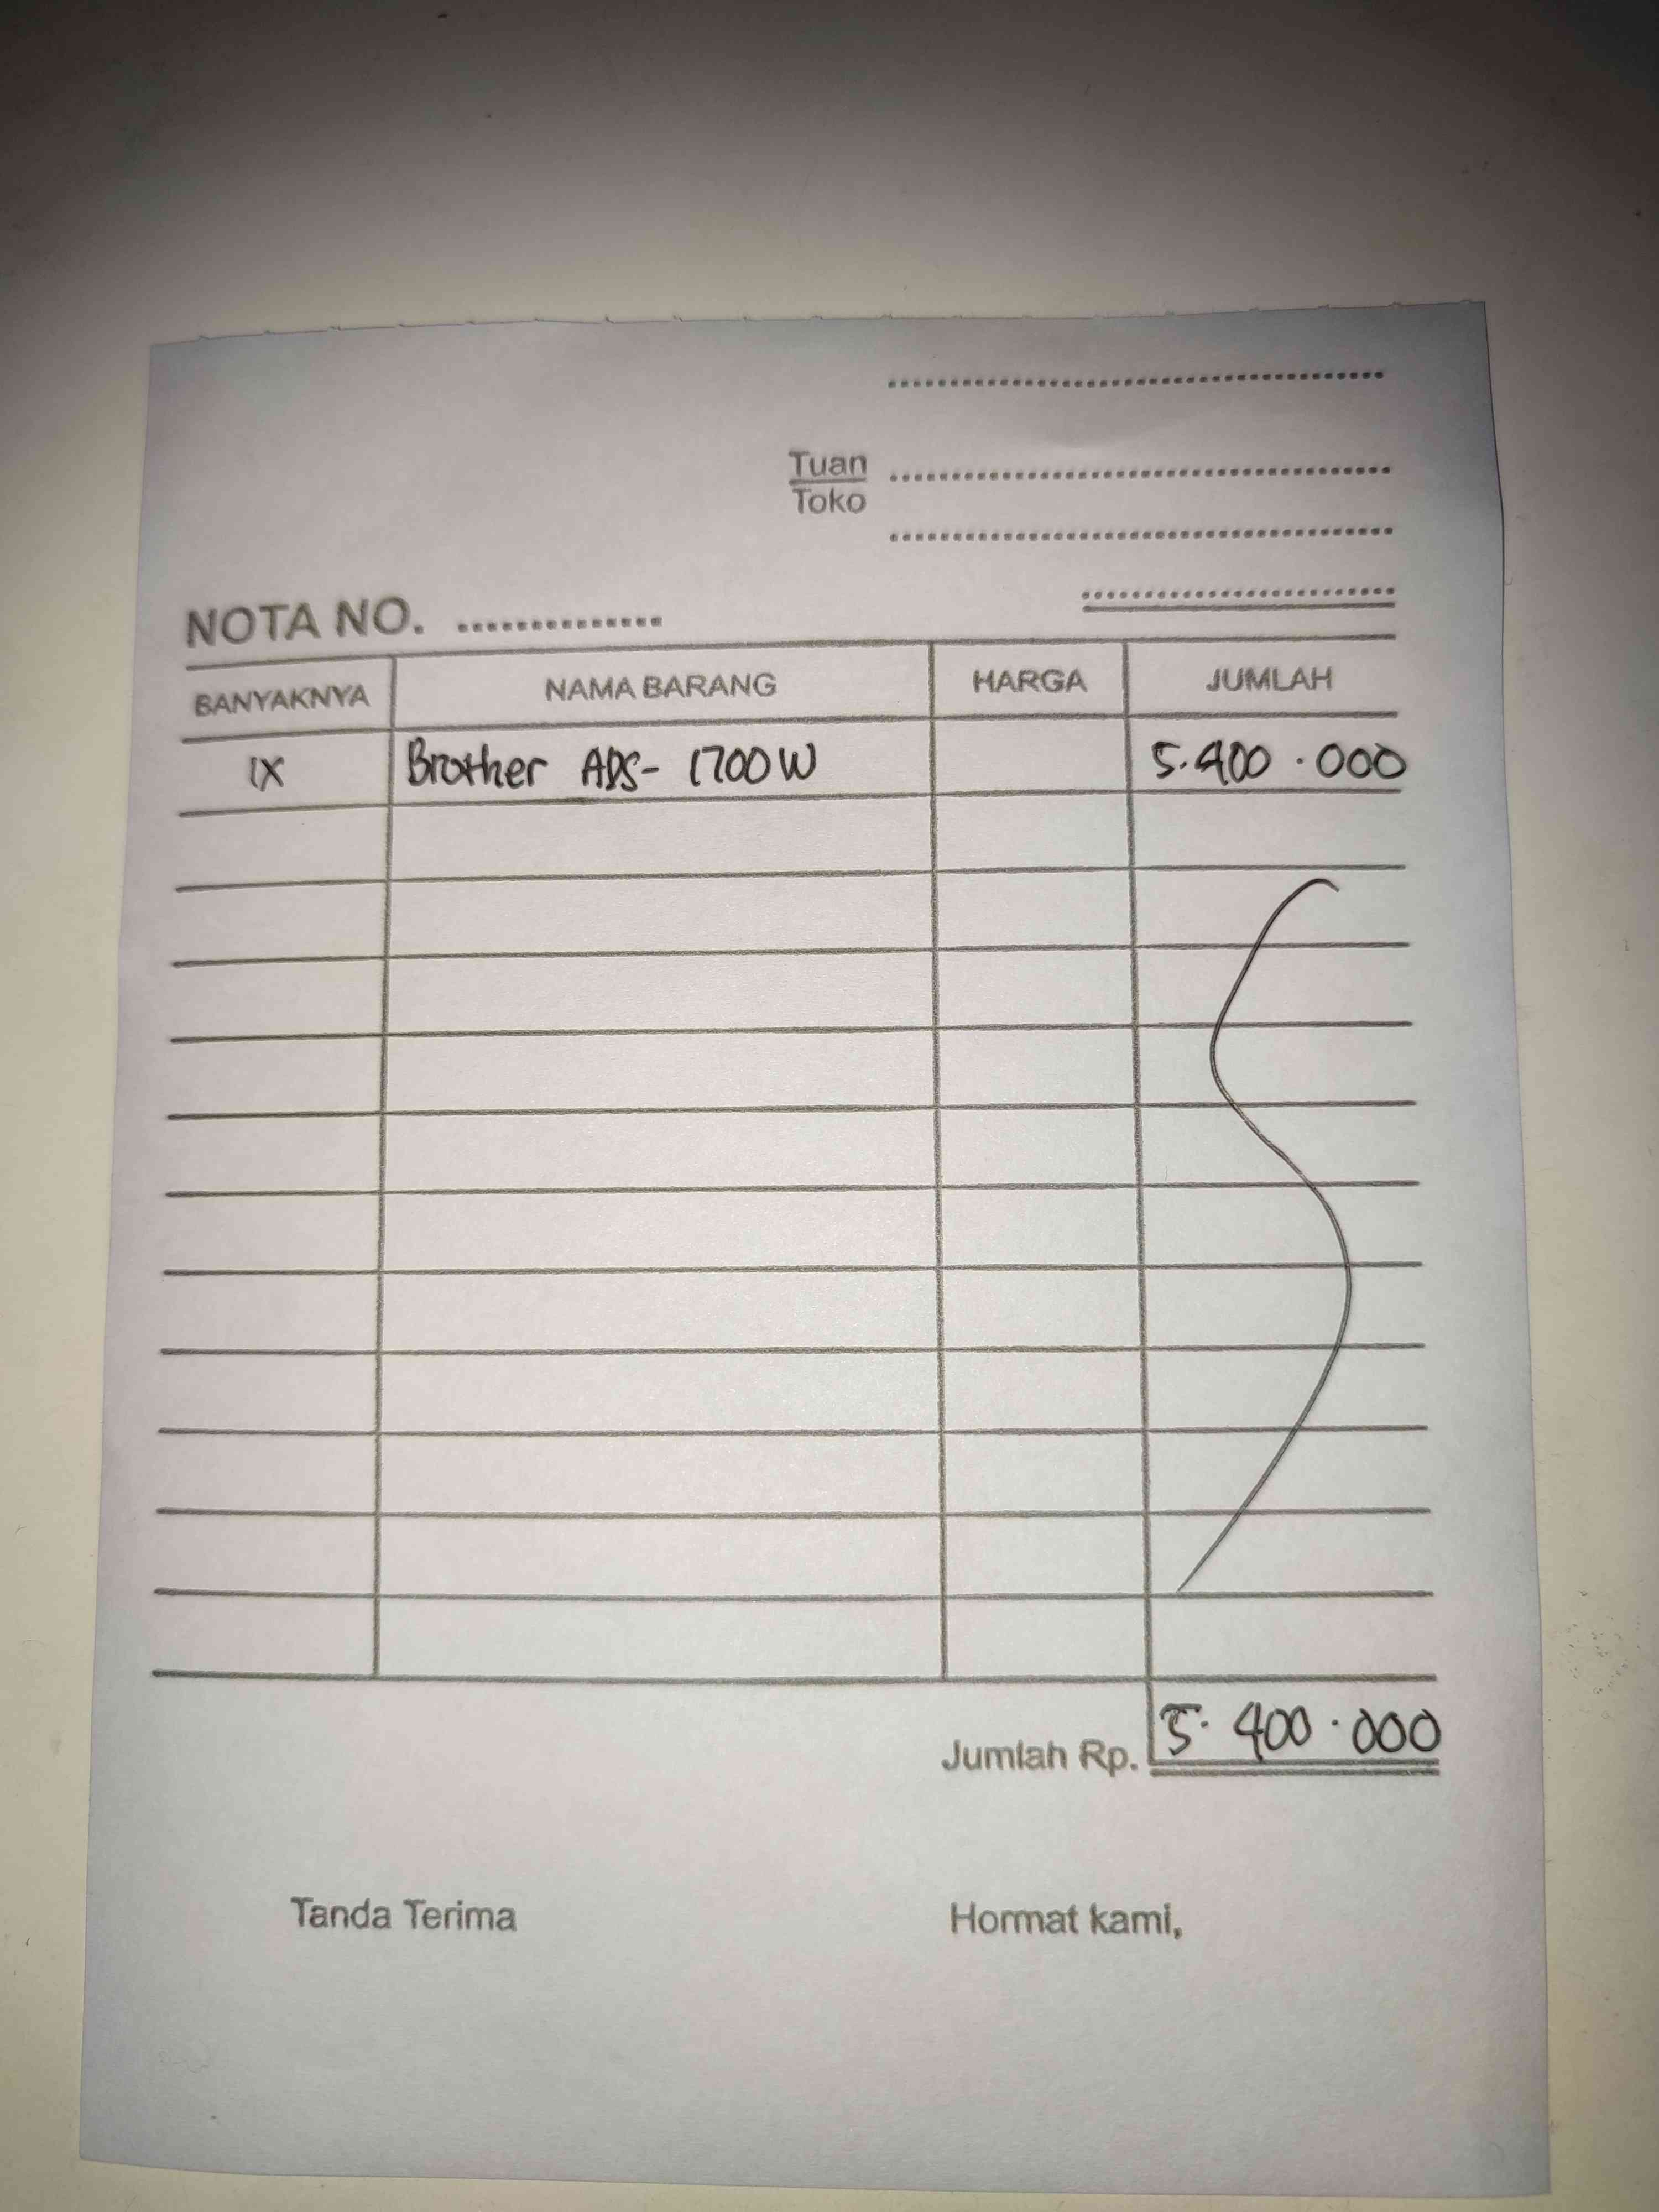 Tuan
Toko
NOTA NO.
BANYAKNYA NAMA BARANG HARGA JUMLAH
1X Brother ADS- 1700W 5.400.000
Jumlah Rp. 5.400.000
Tanda Terima Hormat kami,